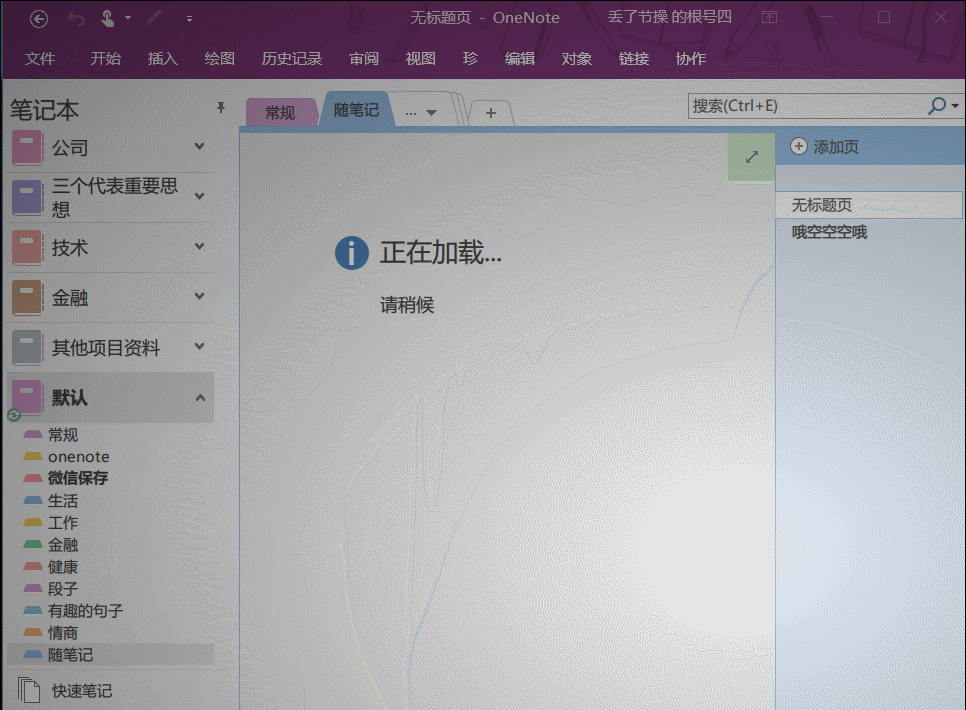 无标题页 - OneNote
丢了节操 的根号四
文件 开始 插入 绘图 历史记录 审阅 视图 珍 编辑 对象 链接 协作
笔记本
常规 随笔记 ...
搜索(Ctrl+E)
公司
三个代表重要思
想
技术
金融
其他项目资料
默认
常规
onenote
微信保存
生活
工作
金融
健康
段子
有趣的句子
情商
随笔记
快速笔记
正在加载...
请稍候
添加页
无标题页
哦空空空哦